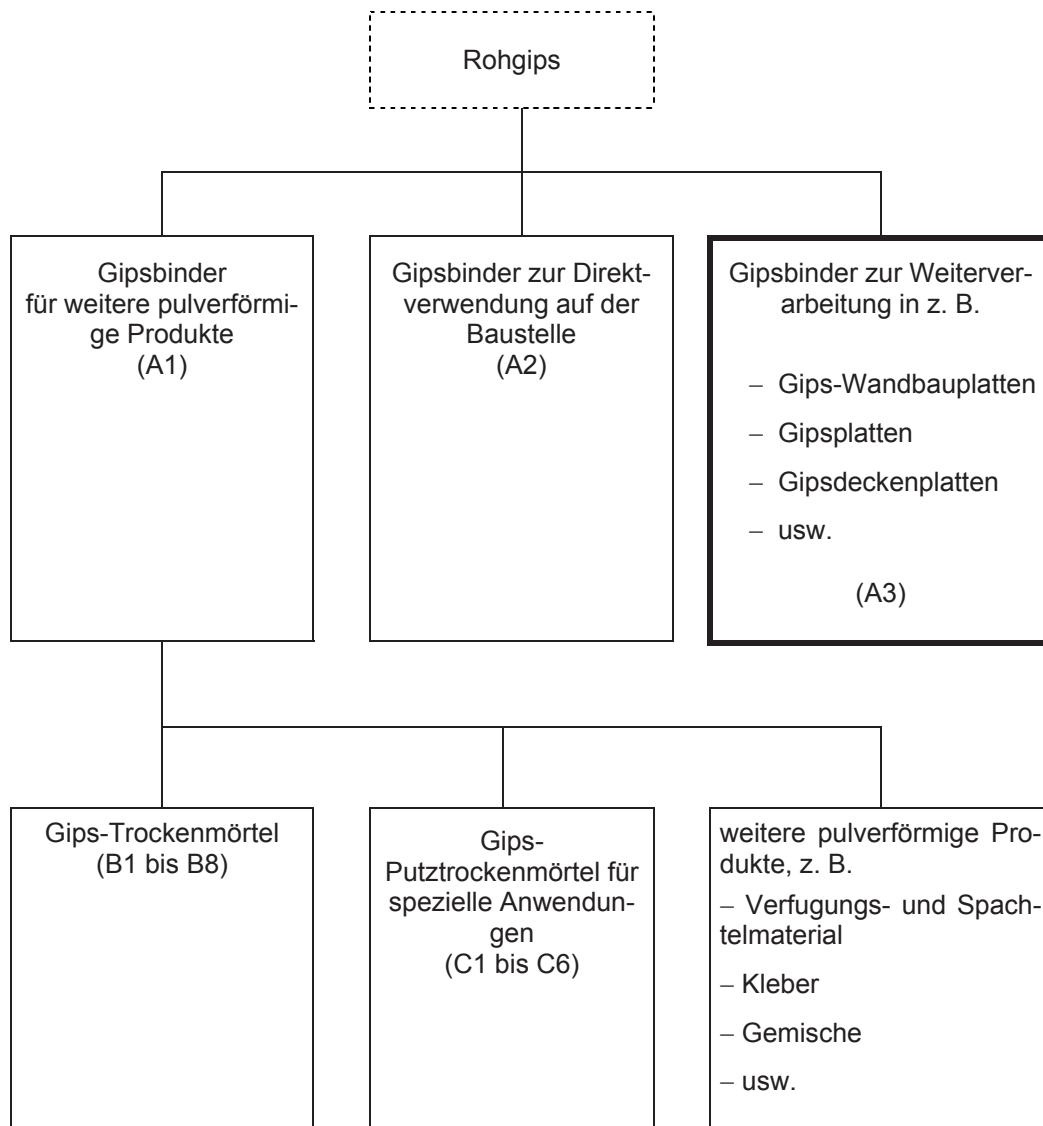 Rohgips
Gipsbinder
für weitere pulverförmi-
ge Produkte
(A1)
Gipsbinder zur Direkt-
verwendung auf der
Baustelle
(A2)
Gipsbinder zur Weiterver-
arbeitung in z. B.
– Gips-Wandbauplatten
– Gipsplatten
– Gipsdeckenplatten
– usw.
(A3)
Gips-Trockenmörtel
(B1 bis B8)
Gips-
Putztrockenmörtel für
spezielle Anwendun-
gen
(C1 bis C6)
weitere pulverförmige Pro-
dukte, z. B.
– Verfugungs- und Spach-
telmaterial
– Kleber
– Gemische
– usw.